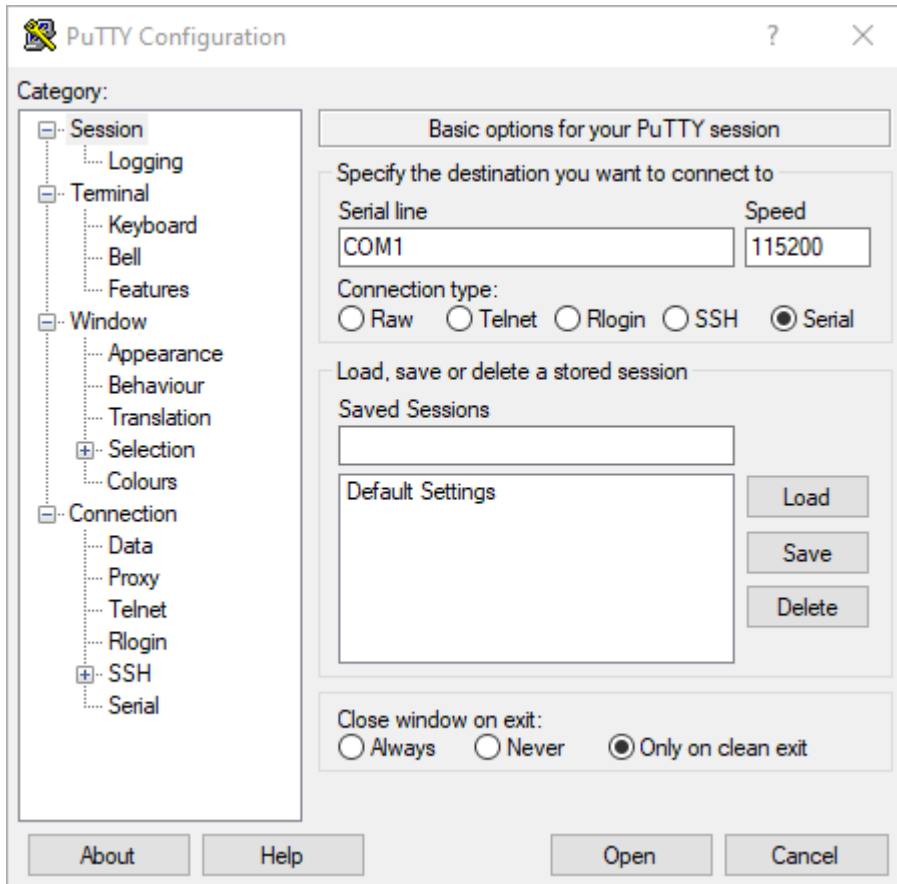 PuTTY Configuration
Category:
Session
Logging
Terminal
Keyboard
Bell
Features
Window
Appearance
Behaviour
Translation
Selection
Colours
Connection
Data
Proxy
Telnet
Rlogin
SSH
Serial
Basic options for your PuTTY session
Specify the destination you want to connect to
Serial line Speed
COM1 115200
Connection type:
Raw Telnet Rlogin SSH Serial
Load, save or delete a stored session
Saved Sessions
Default Settings
Load
Save
Delete
Close window on exit:
Always Never Only on clean exit
About Help Open Cancel